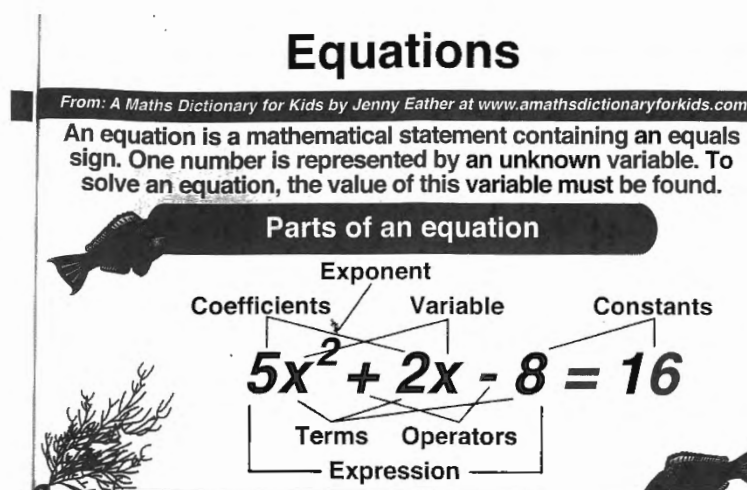 Equations
From: A Maths Dictionary for Kids by Jenny Eather at www.amathsdictionaryforkids.com
An equation is a mathematical statement containing an equals
sign. One number is represented by an unknown variable. To
solve an equation, the value of this variable must be found.
Parts of an equation
Exponent
Coefficients Variable Constants
5x² + 2x - 8 = 16
Terms Operators
Expression